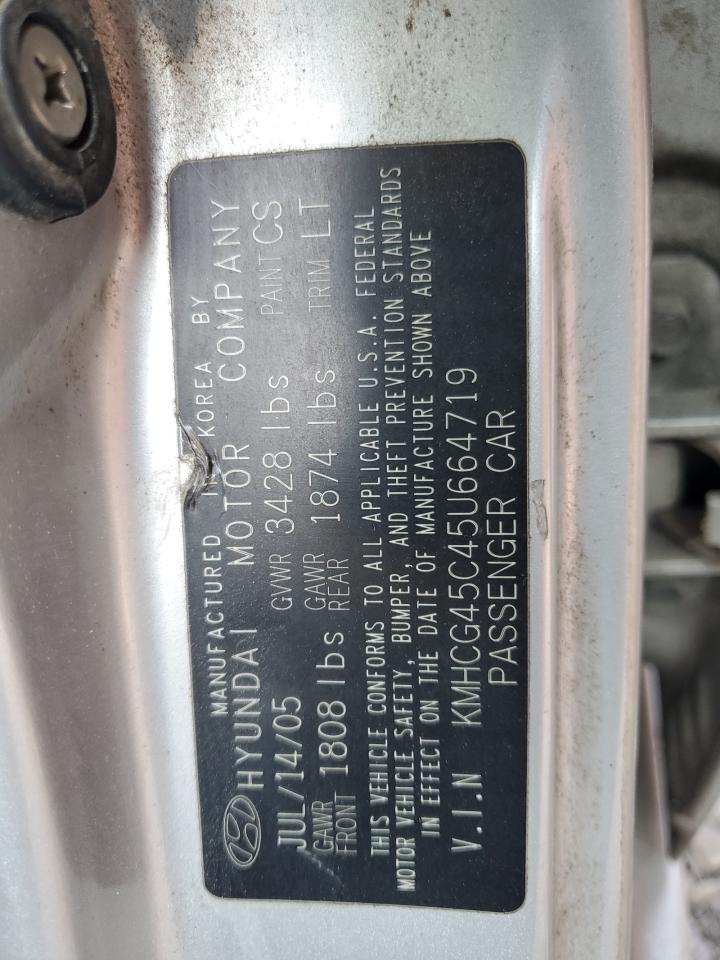 MANUFACTURED IN KOREA BY
HYUNDAI MOTOR COMPANY
JUL/14/05 GVWR 3428 lbs PAINT CS
GAWR FRONT 1808 lbs GAWR REAR 1874 lbs TRIM LT
THIS VEHICLE CONFORMS TO ALL APPLICABLE U.S.A. FEDERAL
MOTOR VEHICLE SAFETY, BUMPER, AND THEFT PREVENTION STANDARDS
IN EFFECT ON THE DATE OF MANUFACTURE SHOWN ABOVE
V.I.N KMHCG45C45U664719
PASSENGER CAR